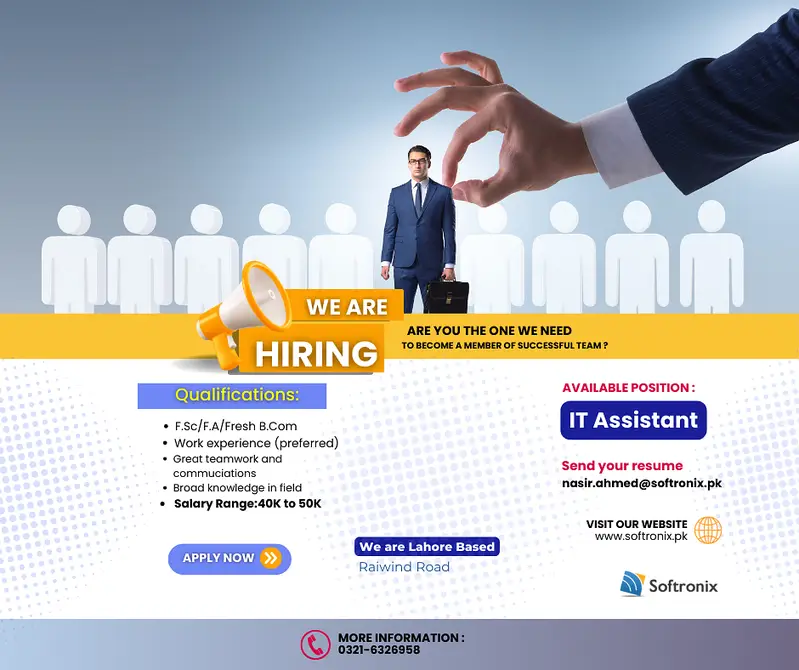 WE ARE
HIRING
ARE YOU THE ONE WE NEED
TO BECOME A MEMBER OF SUCCESSFUL TEAM ?
Qualifications:
F.Sc/F.A/Fresh B.Com
Work experience (preferred)
Great teamwork and
commuciations
Broad knowledge in field
Salary Range:40K to 50K
APPLY NOW
We are Lahore Based
Raiwind Road
AVAILABLE POSITION :
IT Assistant
Send your resume
nasir.ahmed@softronix.pk
VISIT OUR WEBSITE
www.softronix.pk
Softronix
MORE INFORMATION :
0321-6326958